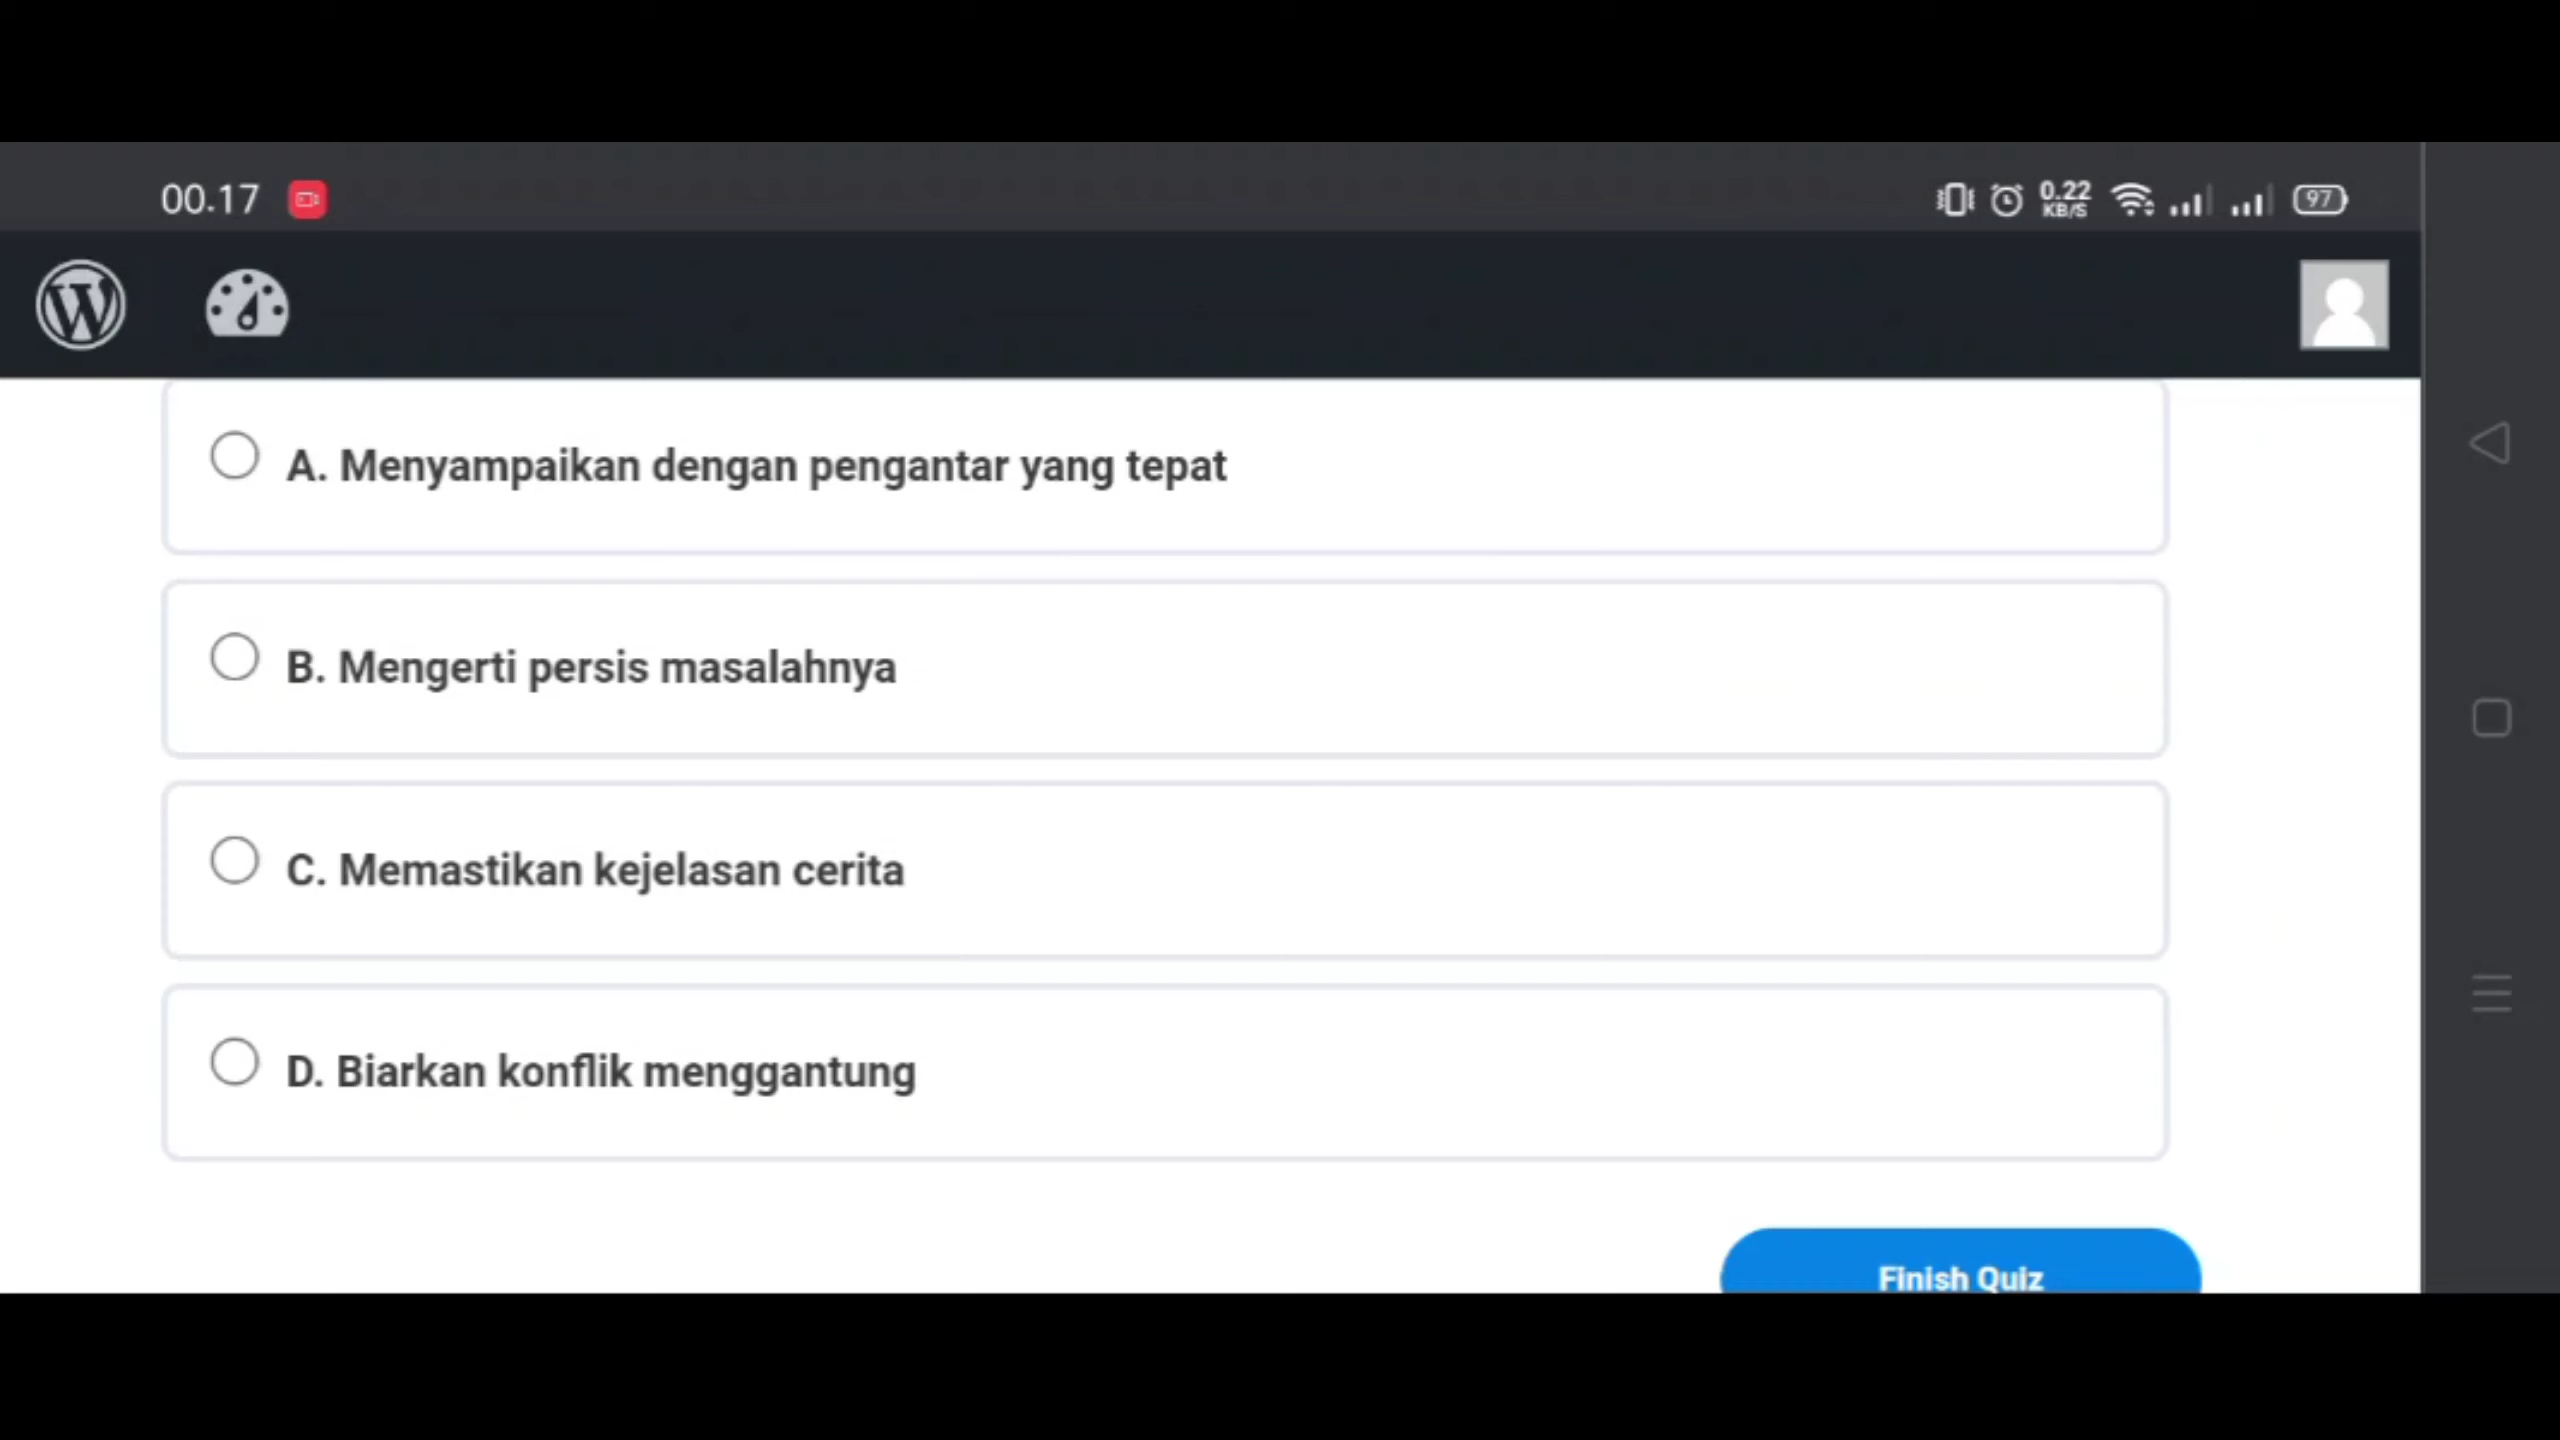 00.17
0.22
KB/S
97
A. Menyampaikan dengan pengantar yang tepat
B. Mengerti persis masalahnya
C. Memastikan kejelasan cerita
D. Biarkan konflik menggantung
Finish Quiz